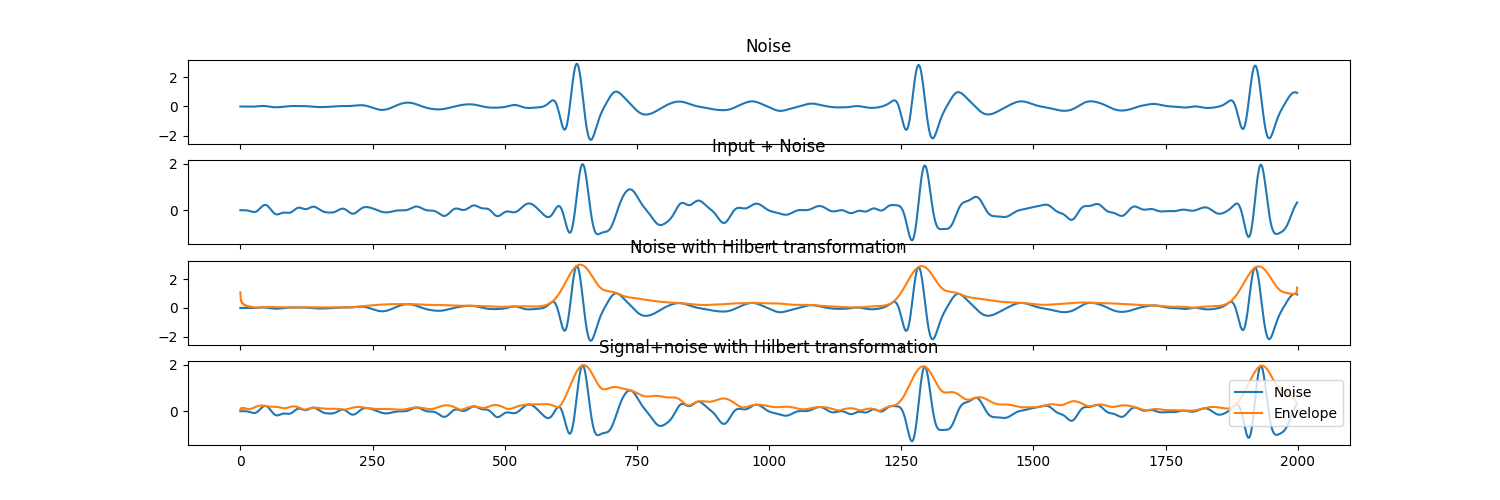 Noise
2
0
−2
Input + Noise
2
0
Noise with Hilbert transformation
2
0
−2
Signal+noise with Hilbert transformation
2
0
Noise
Envelope
0 250 500 750 1000 1250 1500 1750 2000